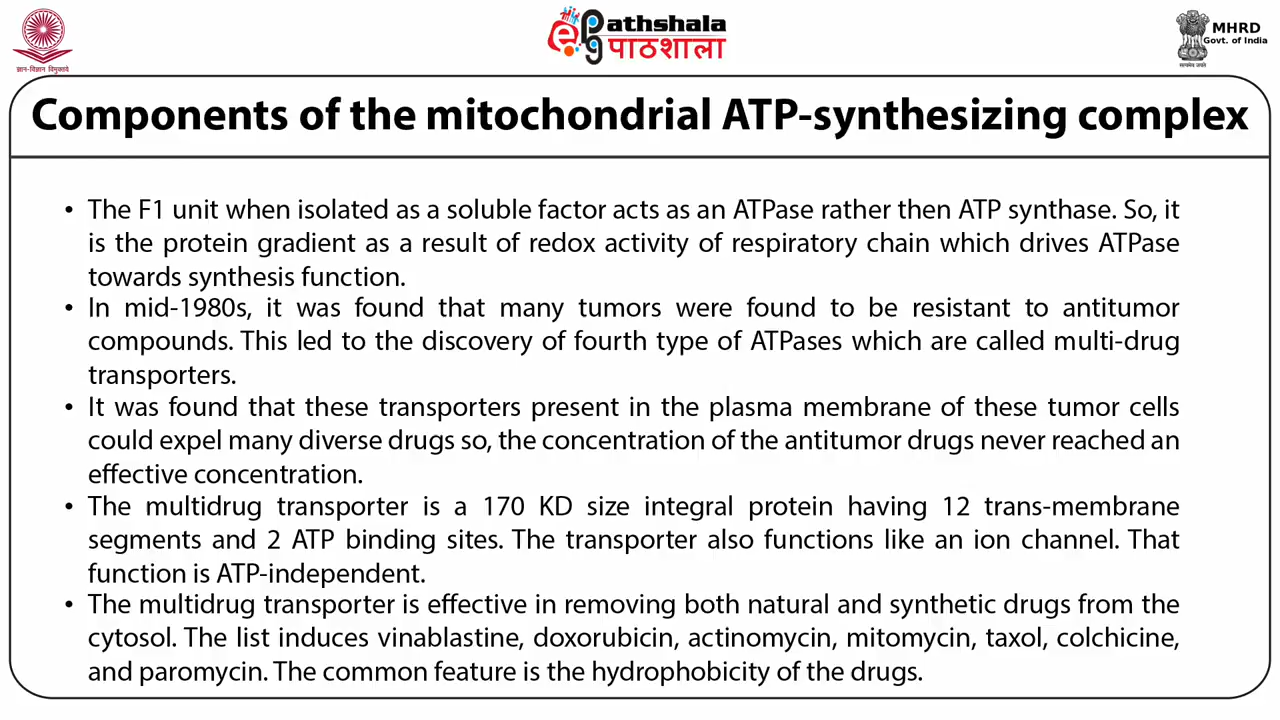 ePathshala
पाठशाला
MHRD
Govt. of India
ज्ञान-विज्ञान विमुक्तये
सत्यमेव जयते
Components of the mitochondrial ATP-synthesizing complex
• The F1 unit when isolated as a soluble factor acts as an ATPase rather then ATP synthase. So, it
is the protein gradient as a result of redox activity of respiratory chain which drives ATPase
towards synthesis function.
• In mid-1980s, it was found that many tumors were found to be resistant to antitumor
compounds. This led to the discovery of fourth type of ATPases which are called multi-drug
transporters.
• It was found that these transporters present in the plasma membrane of these tumor cells
could expel many diverse drugs so, the concentration of the antitumor drugs never reached an
effective concentration.
• The multidrug transporter is a 170 KD size integral protein having 12 trans-membrane
segments and 2 ATP binding sites. The transporter also functions like an ion channel. That
function is ATP-independent.
• The multidrug transporter is effective in removing both natural and synthetic drugs from the
cytosol. The list induces vinablastine, doxorubicin, actinomycin, mitomycin, taxol, colchicine,
and paromycin. The common feature is the hydrophobicity of the drugs.